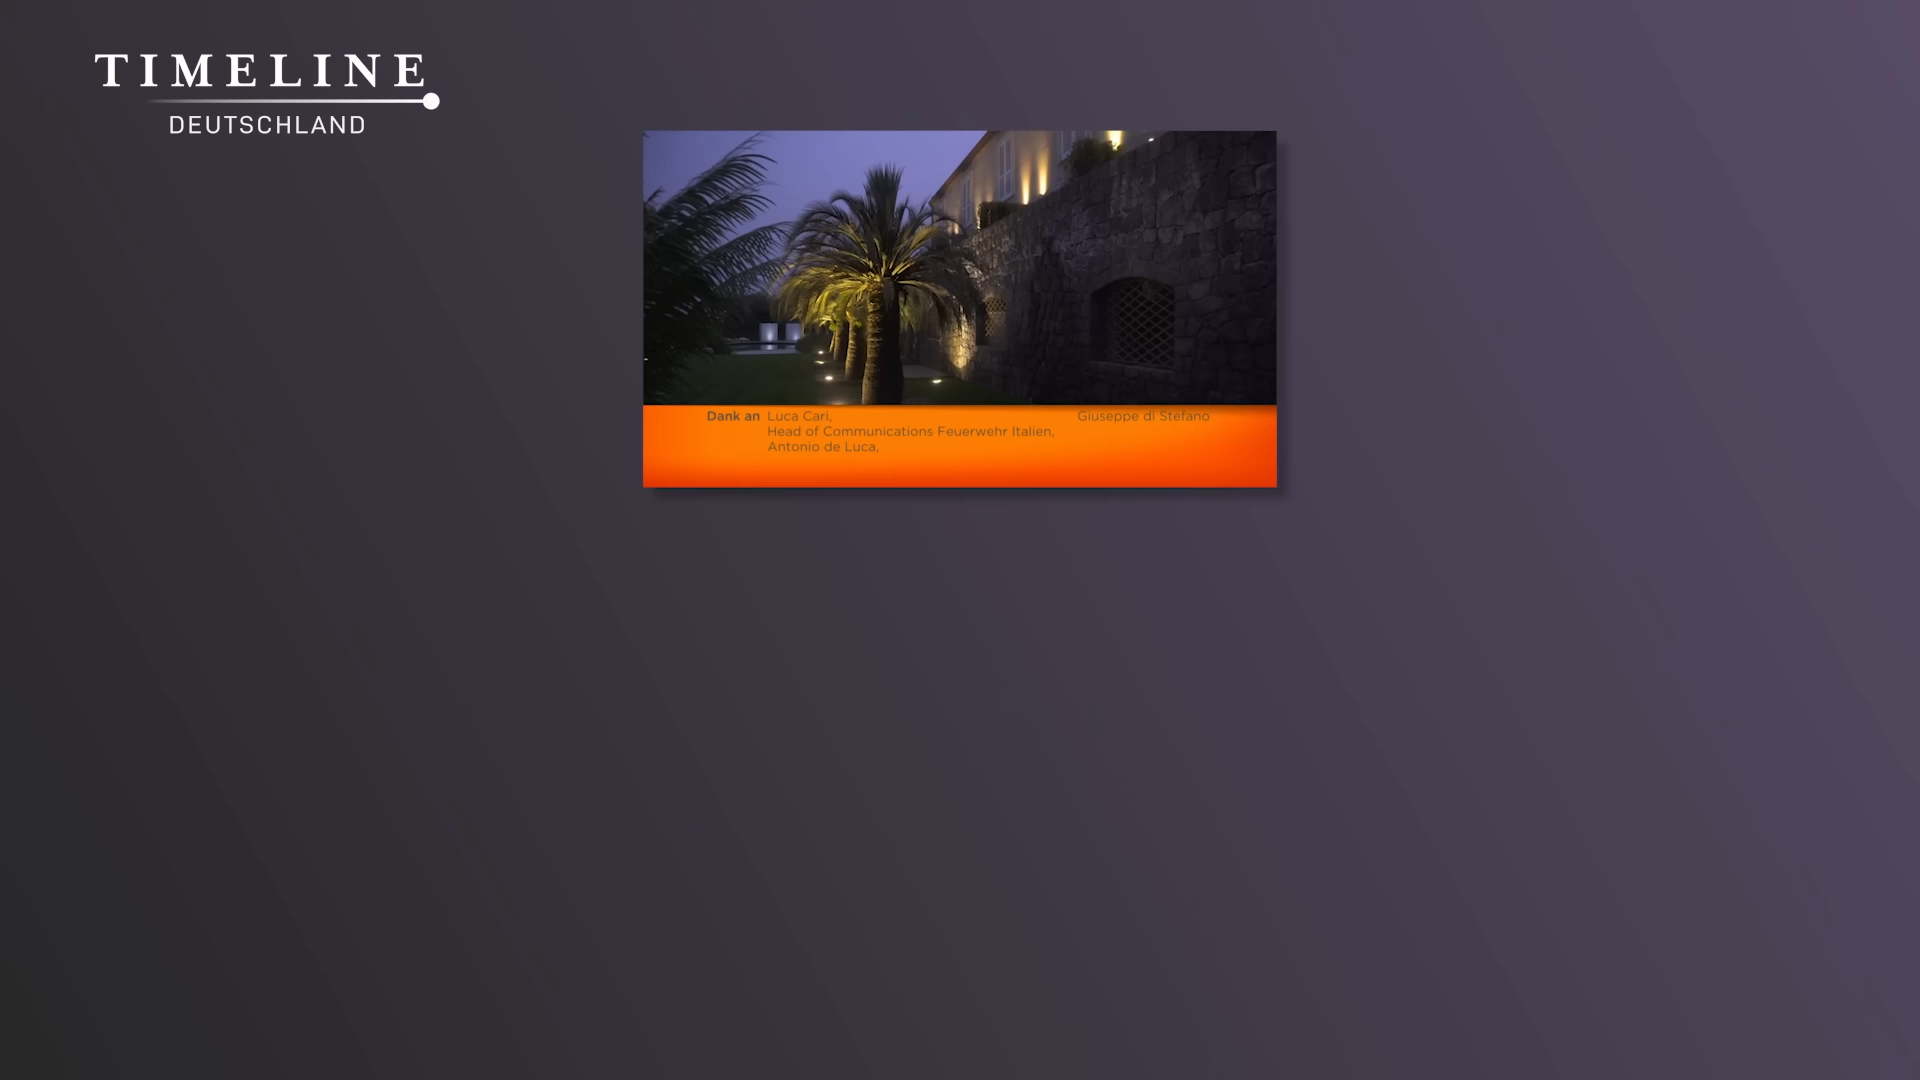 TIMELINE
DEUTSCHLAND
Dank an Luca Cari, Giuseppe di Stefano
Head of Communications Feuerwehr Italien,
Antonio de Luca,